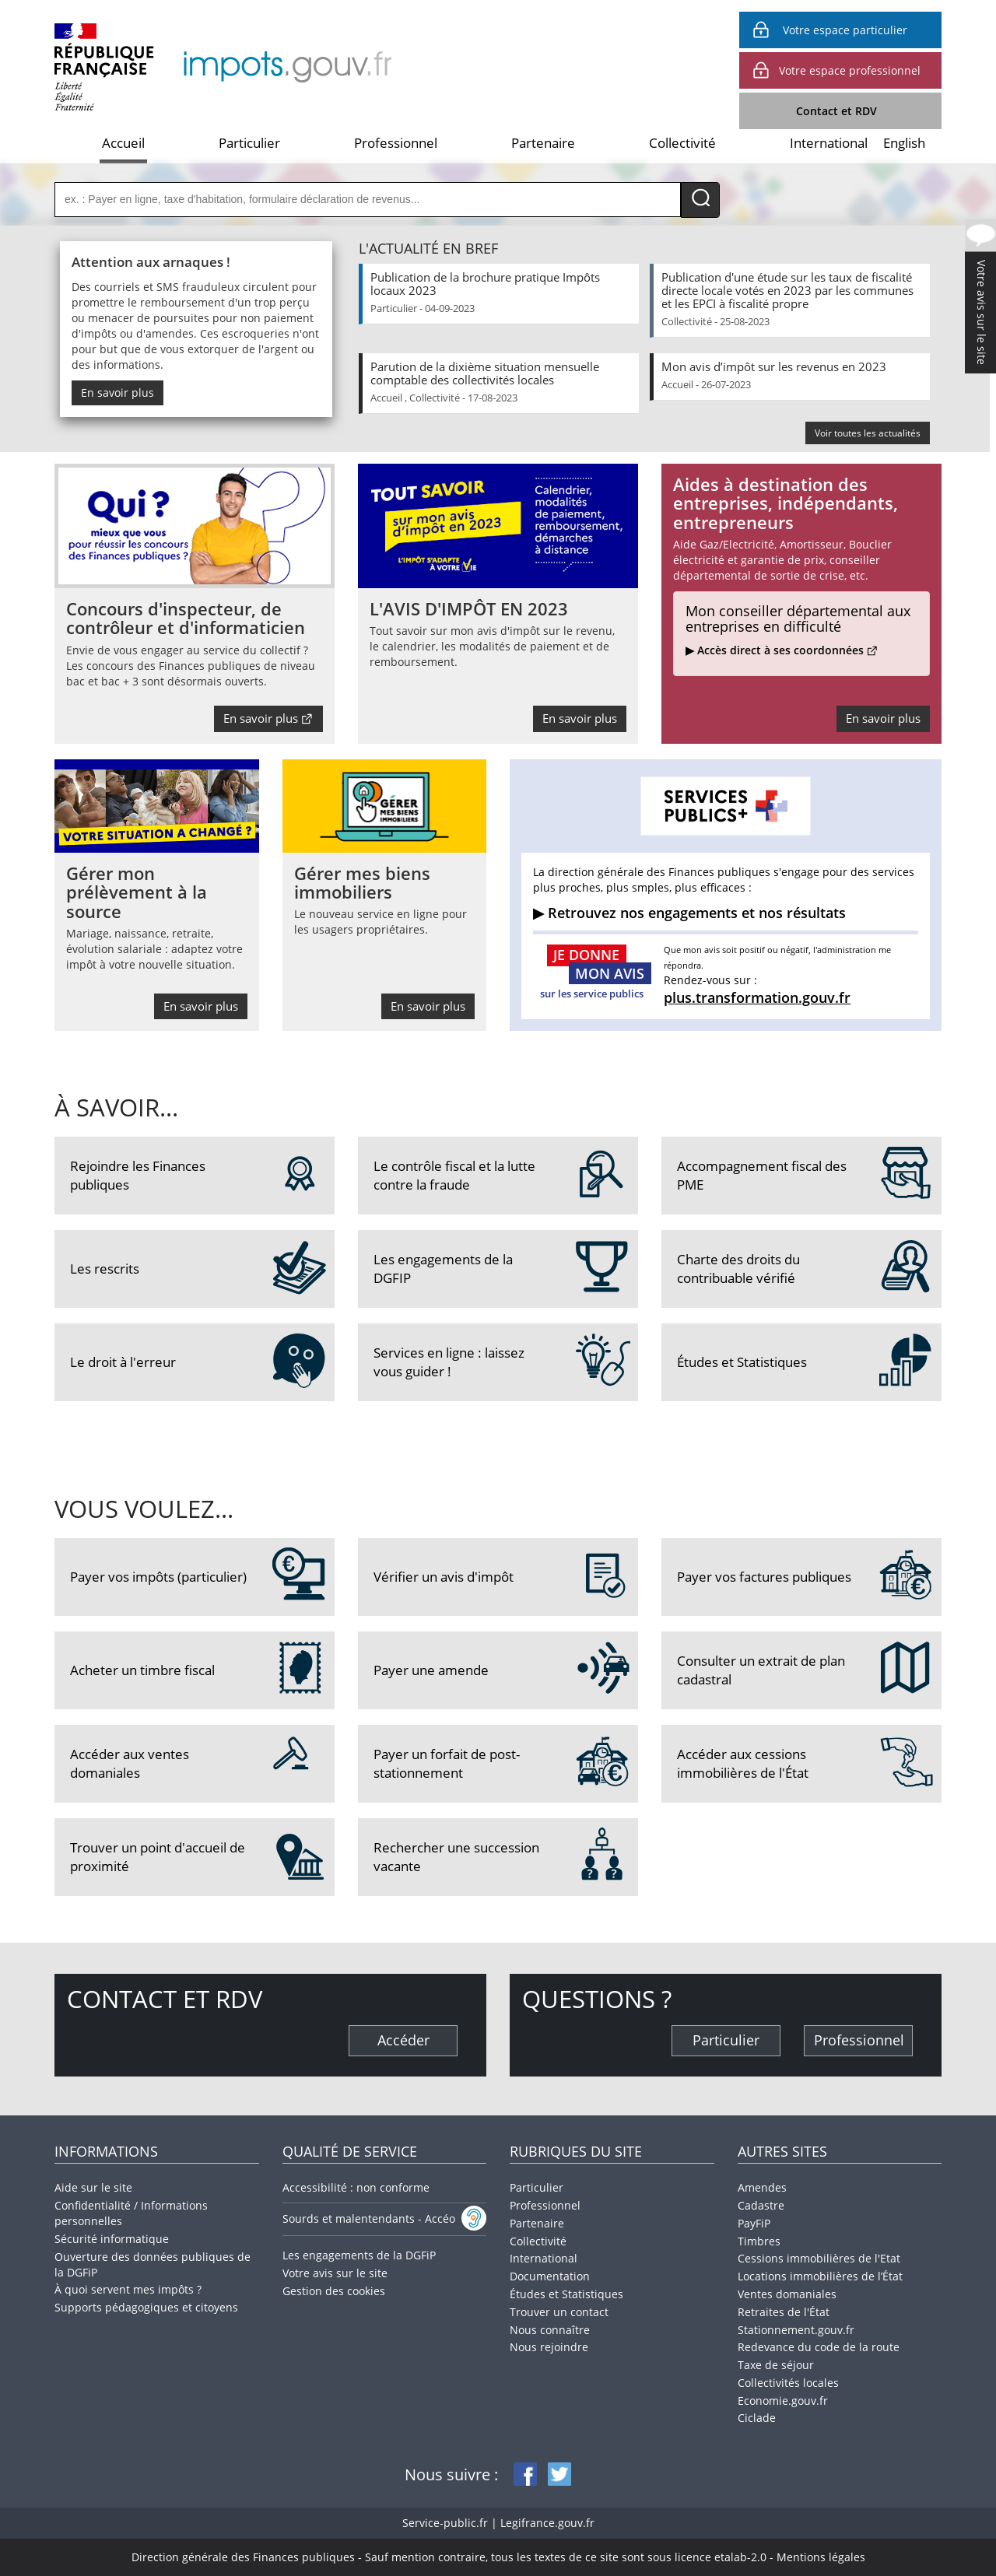 RÉPUBLIQUE
FRANÇAISE
Liberté
Égalité
Fraternité
impots.gouv.fr
Votre espace particulier
Votre espace professionnel
Contact et RDV
Accueil
Particulier
Professionnel
Partenaire
Collectivité
International
English
ex. : Payer en ligne, taxe d'habitation, formulaire déclaration de revenus...
Votre avis sur le site
Attention aux arnaques !
Des courriels et SMS frauduleux circulent pour
promettre le remboursement d'un trop perçu
ou menacer de poursuites pour non paiement
d'impôts ou d'amendes. Ces escroqueries n'ont
pour but que de vous extorquer de l'argent ou
des informations.
En savoir plus
L'ACTUALITÉ EN BREF
Publication de la brochure pratique Impôts
locaux 2023
Particulier - 04-09-2023
Publication d'une étude sur les taux de fiscalité
directe locale votés en 2023 par les communes
et les EPCI à fiscalité propre
Collectivité - 25-08-2023
Parution de la dixième situation mensuelle
comptable des collectivités locales
Accueil , Collectivité - 17-08-2023
Mon avis d’impôt sur les revenus en 2023
Accueil - 26-07-2023
Voir toutes les actualités
Qui ?
mieux que vous
pour réussir les concours
des Finances publiques ?
Concours d'inspecteur, de
contrôleur et d'informaticien
Envie de vous engager au service du collectif ?
Les concours des Finances publiques de niveau
bac et bac + 3 sont désormais ouverts.
En savoir plus
TOUT SAVOIR
sur mon avis
d'impôt en 2023
L'IMPÔT S'ADAPTE
À VOTRE VIE
Calendrier,
modalités
de paiement,
remboursement,
démarches
à distance
L'AVIS D'IMPÔT EN 2023
Tout savoir sur mon avis d'impôt sur le revenu,
le calendrier, les modalités de paiement et de
remboursement.
En savoir plus
Aides à destination des
entreprises, indépendants,
entrepreneurs
Aide Gaz/Electricité, Amortisseur, Bouclier
électricité et garantie de prix, conseiller
départemental de sortie de crise, etc.
Mon conseiller départemental aux
entreprises en difficulté
▶ Accès direct à ses coordonnées
En savoir plus
VOTRE SITUATION A CHANGÉ ?
Gérer mon
prélèvement à la
source
Mariage, naissance, retraite,
évolution salariale : adaptez votre
impôt à votre nouvelle situation.
En savoir plus
GÉRER
MES BIENS
IMMOBILIERS
Gérer mes biens
immobiliers
Le nouveau service en ligne pour
les usagers propriétaires.
En savoir plus
SERVICES
PUBLICS+
La direction générale des Finances publiques s'engage pour des services
plus proches, plus smples, plus efficaces :
▶ Retrouvez nos engagements et nos résultats
JE DONNE
MON AVIS
sur les service publics
Que mon avis soit positif ou négatif, l'administration me
répondra.
Rendez-vous sur :
plus.transformation.gouv.fr
À SAVOIR...
Rejoindre les Finances
publiques
Le contrôle fiscal et la lutte
contre la fraude
Accompagnement fiscal des
PME
Les rescrits
Les engagements de la
DGFIP
Charte des droits du
contribuable vérifié
Le droit à l'erreur
Services en ligne : laissez
vous guider !
Études et Statistiques
VOUS VOULEZ...
Payer vos impôts (particulier)
Vérifier un avis d'impôt
Payer vos factures publiques
Acheter un timbre fiscal
Payer une amende
Consulter un extrait de plan
cadastral
Accéder aux ventes
domaniales
Payer un forfait de post-
stationnement
Accéder aux cessions
immobilières de l'État
Trouver un point d'accueil de
proximité
Rechercher une succession
vacante
CONTACT ET RDV
Accéder
QUESTIONS ?
Particulier
Professionnel
INFORMATIONS
Aide sur le site
Confidentialité / Informations
personnelles
Sécurité informatique
Ouverture des données publiques de
la DGFiP
À quoi servent mes impôts ?
Supports pédagogiques et citoyens
QUALITÉ DE SERVICE
Accessibilité : non conforme
Sourds et malentendants - Accéo
Les engagements de la DGFiP
Votre avis sur le site
Gestion des cookies
RUBRIQUES DU SITE
Particulier
Professionnel
Partenaire
Collectivité
International
Documentation
Études et Statistiques
Trouver un contact
Nous connaître
Nous rejoindre
AUTRES SITES
Amendes
Cadastre
PayFiP
Timbres
Cessions immobilières de l'Etat
Locations immobilières de l’État
Ventes domaniales
Retraites de l'État
Stationnement.gouv.fr
Redevance du code de la route
Taxe de séjour
Collectivités locales
Economie.gouv.fr
Ciclade
Nous suivre :
Service-public.fr | Legifrance.gouv.fr
Direction générale des Finances publiques - Sauf mention contraire, tous les textes de ce site sont sous licence etalab-2.0 - Mentions légales